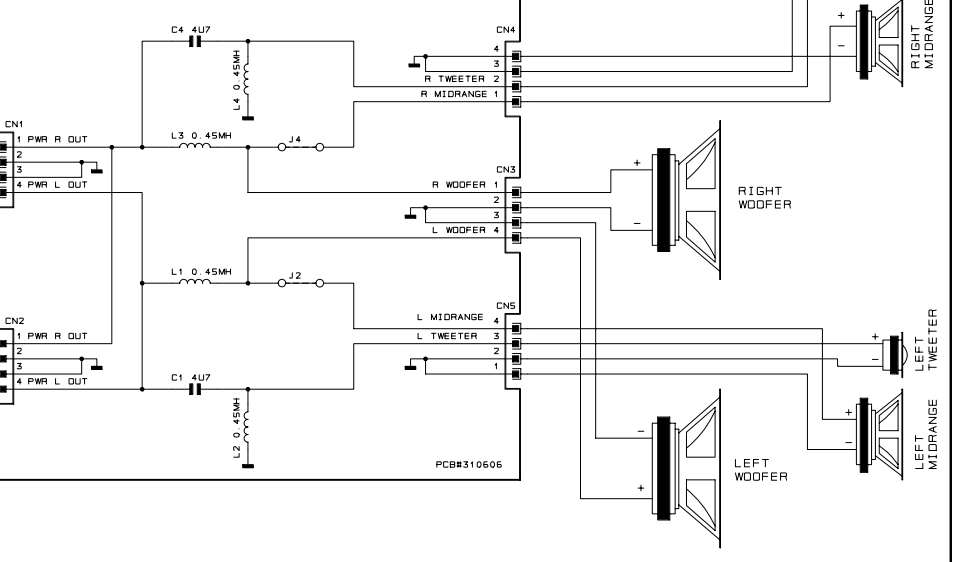 C4 4U7
CN4
4
3
R TWEETER 2
R MIDRANGE 1
L4 0.45MH
+
-
RIGHT
MIDRANGE
CN1
1 PWR R OUT
2
3
4 PWR L OUT
L3 0.45MH
J4
CN3
R WOOFER 1
2
3
L WOOFER 4
+
-
RIGHT
WOOFER
L1 0.45MH
J2
CN5
L MIDRANGE 4
L TWEETER 3
2
1
CN2
1 PWR R OUT
2
3
4 PWR L OUT
C1 4U7
L2 0.45MH
+
-
LEFT
TWEETER
+
-
LEFT
MIDRANGE
-
+
LEFT
WOOFER
PCB#310606